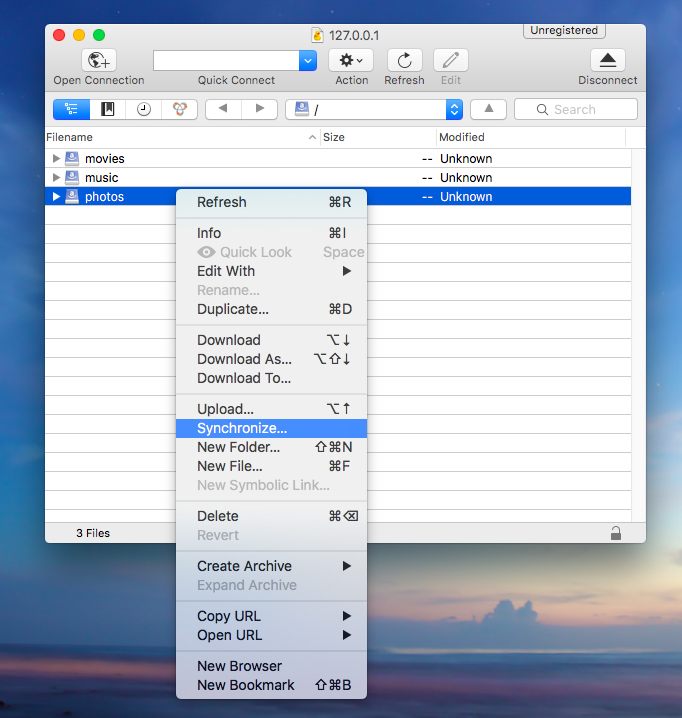 127.0.0.1
Unregistered
Open Connection
Quick Connect
Action
Refresh
Edit
Disconnect
/
Search
Filename Size Modified
movies -- Unknown
music -- Unknown
photos -- Unknown
Refresh ⌘R
Info ⌘I
Quick Look Space
Edit With ▶
Rename...
Duplicate... ⌘D
Download ⌥↓
Download As... ⌥⇧↓
Download To...
Upload... ⌥↑
Synchronize...
New Folder... ⇧⌘N
New File... ⌘F
New Symbolic Link...
Delete ⌘⌫
Revert
Create Archive ▶
Expand Archive
Copy URL ▶
Open URL ▶
New Browser
New Bookmark ⇧⌘B
3 Files